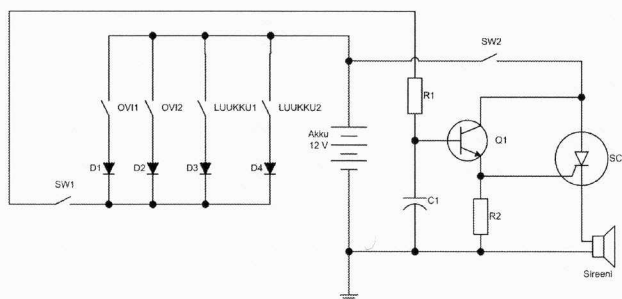 SW2
R1
OVI1
OVI2
LUUKKU1
LUUKKU2
Akku
12 V
Q1
D1
D2
D3
D4
SC
SW1
C1
R2
Sireeni